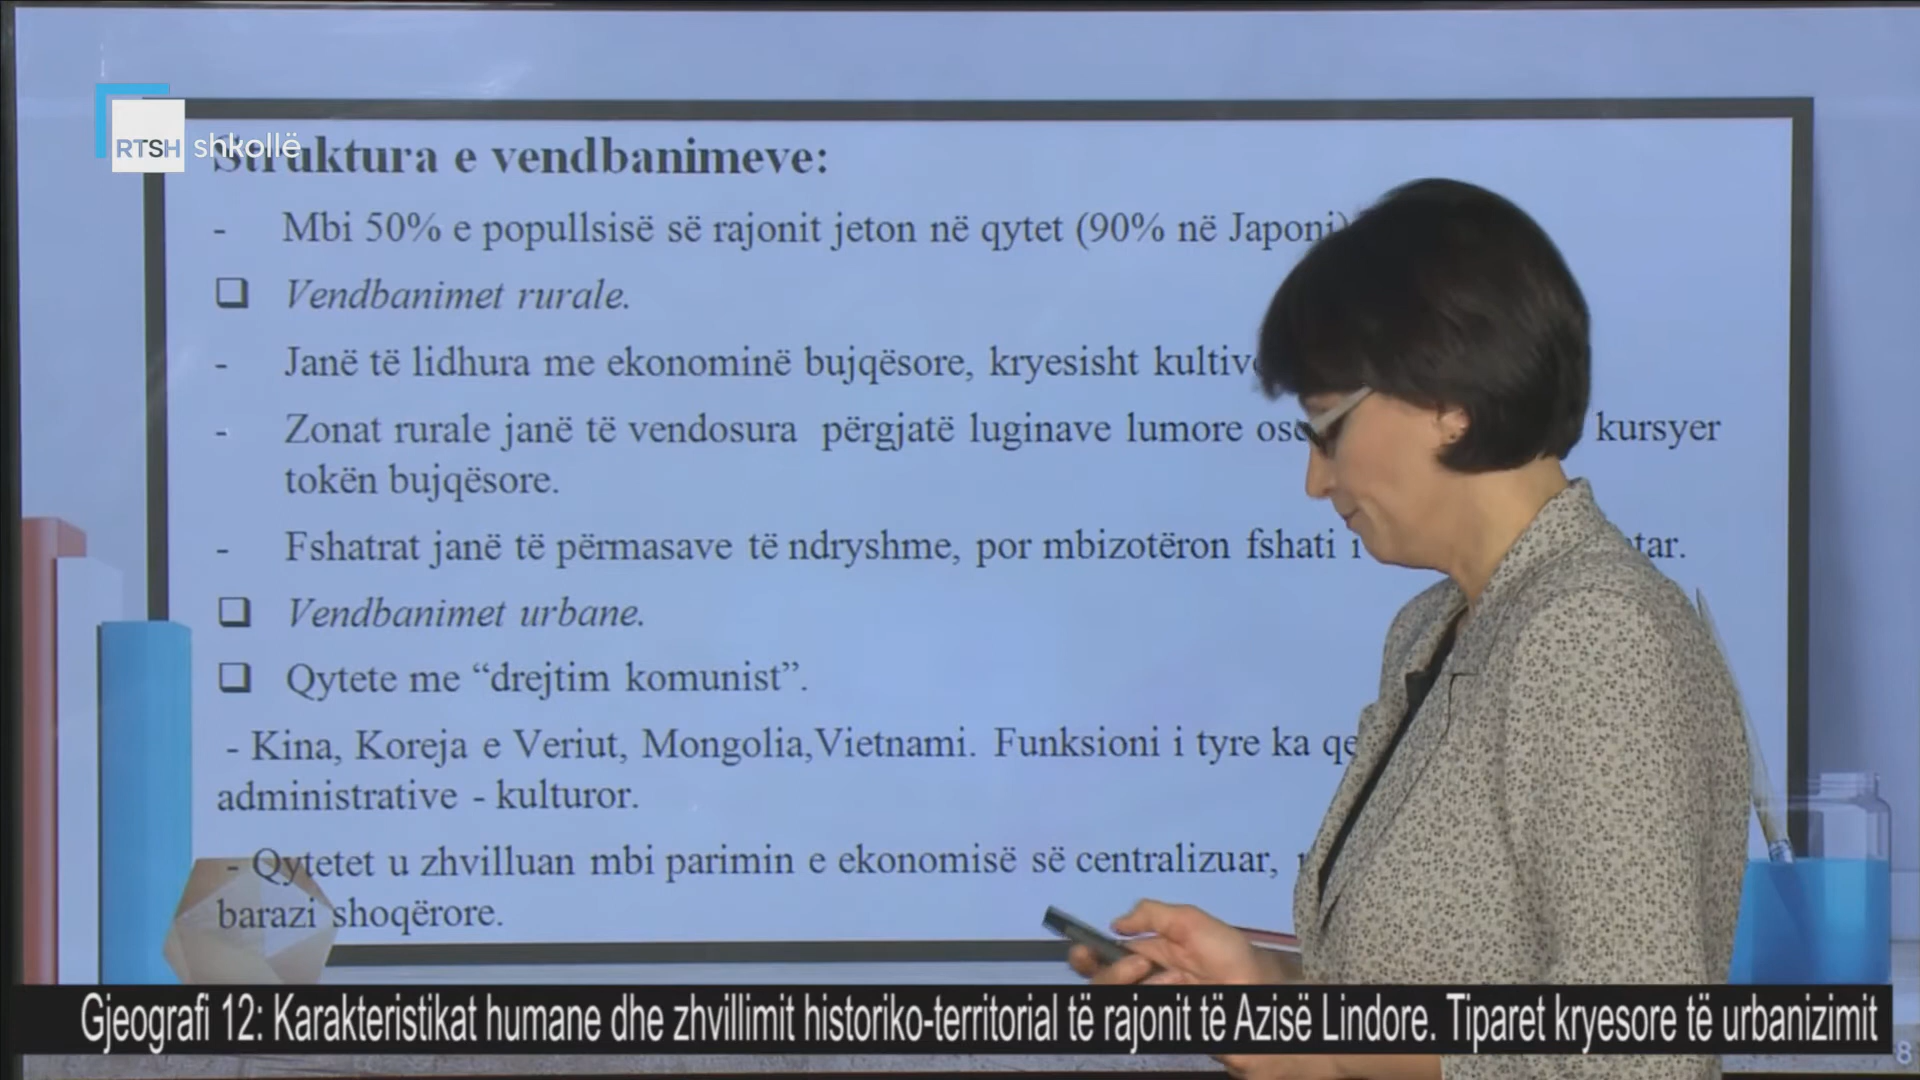 RTSH shkollë
Struktura e vendbanimeve:
- Mbi 50% e popullsisë së rajonit jeton në qytet (90% në Japoni)
❑ Vendbanimet rurale.
- Janë të lidhura me ekonominë bujqësore, kryesisht
- Zonat rurale janë të vendosura përgjatë luginave lumore kursyer
tokën bujqësore.
- Fshatrat janë të përmasave të ndryshme, por mbizotëron fshati
❑ Vendbanimet urbane.
❑ Qytete me “drejtim komunist”.
- Kina, Koreja e Veriut, Mongolia,Vietnami. Funksioni i tyre ka
administrative - kulturor.
- Qytetet u zhvilluan mbi parimin e ekonomisë së centralizuar,
barazi shoqërore.
Gjeografi 12: Karakteristikat humane dhe zhvillimit historiko-territorial të rajonit të Azisë Lindore. Tiparet kryesore të urbanizimit
8